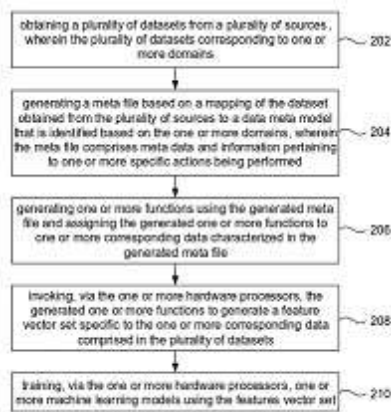 obtaining a plurality of datasets from a plurality of sources,
wherein the plurality of datasets corresponding to one or
more domains
202
generating a meta file based on a mapping of the dataset
obtained from the plurality of sources to a data meta model
that is identified based on the one or more domains, wherein
the meta file comprises meta data and information pertaining
to one or more specific actions being performed
204
generating one or more functions using the generated meta
file and assigning the generated one or more functions to
one or more corresponding data characterized in the
generated meta file
206
invoking, via the one or more hardware processors, the
generated one or more functions to generate a feature
vector set specific to the one or more corresponding data
comprised in the plurality of datasets
208
training, via the one or more hardware processors, one or
more machine learning models using the features vector set
210